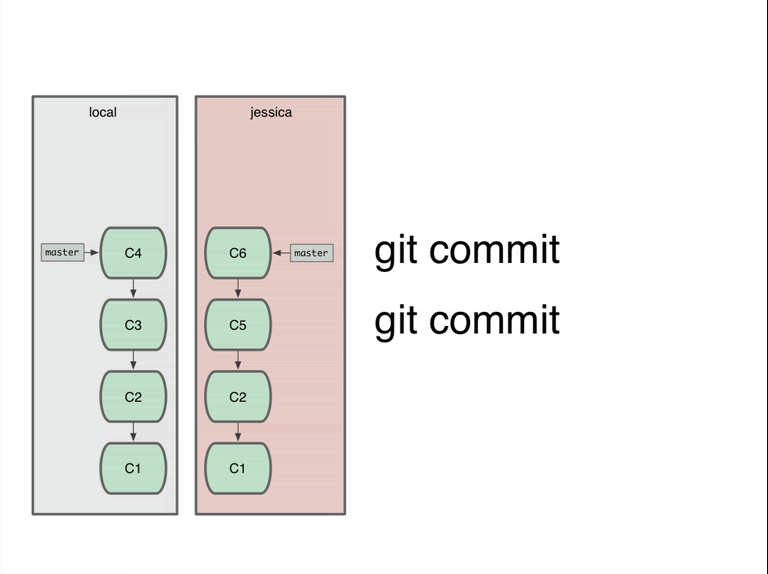 local
jessica
master
C4
C6
master
git commit
C3
C5
git commit
C2
C2
C1
C1